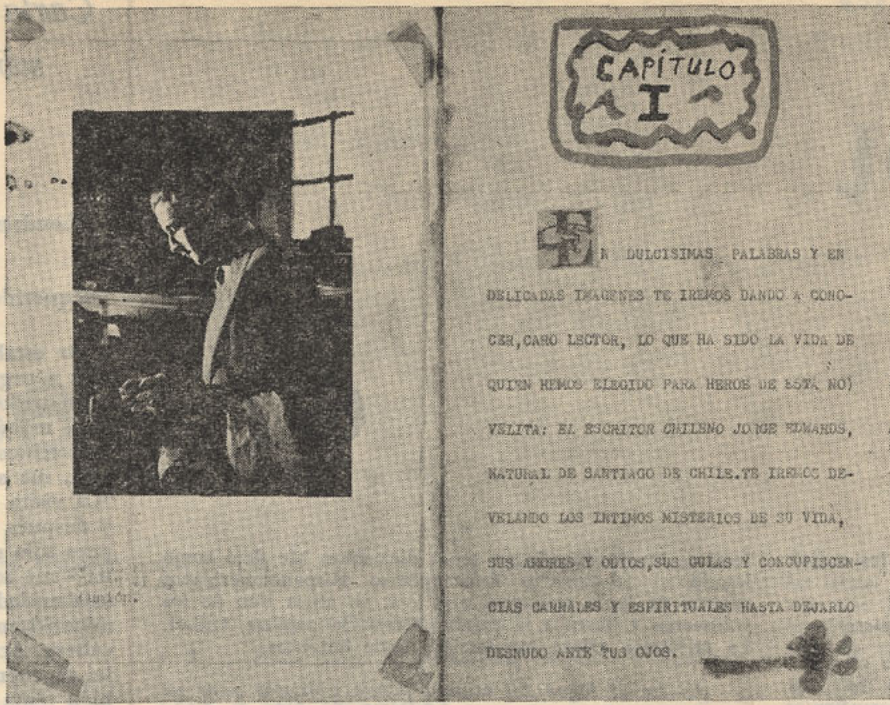 CAPÍTULO
I
EN DULCISIMAS PALABRAS Y EN
DELICADAS IMAGENES TE IREMOS DANDO A CONO-
CER, CARO LECTOR, LO QUE HA SIDO LA VIDA DE
QUIEN HEMOS ELEGIDO PARA HEROE DE ESTA NO)
VELITA: EL ESCRITOR CHILENO JORGE EDWARDS,
NATURAL DE SANTIAGO DE CHILE. TE IREMOS DE-
VELANDO LOS INTIMOS MISTERIOS DE SU VIDA,
SUS AMORES Y ODIOS, SUS GULAS Y CONCUPISCEN-
CIAS CARNALES Y ESPIRITUALES HASTA DEJARLO
DESNUDO ANTE TUS OJOS.